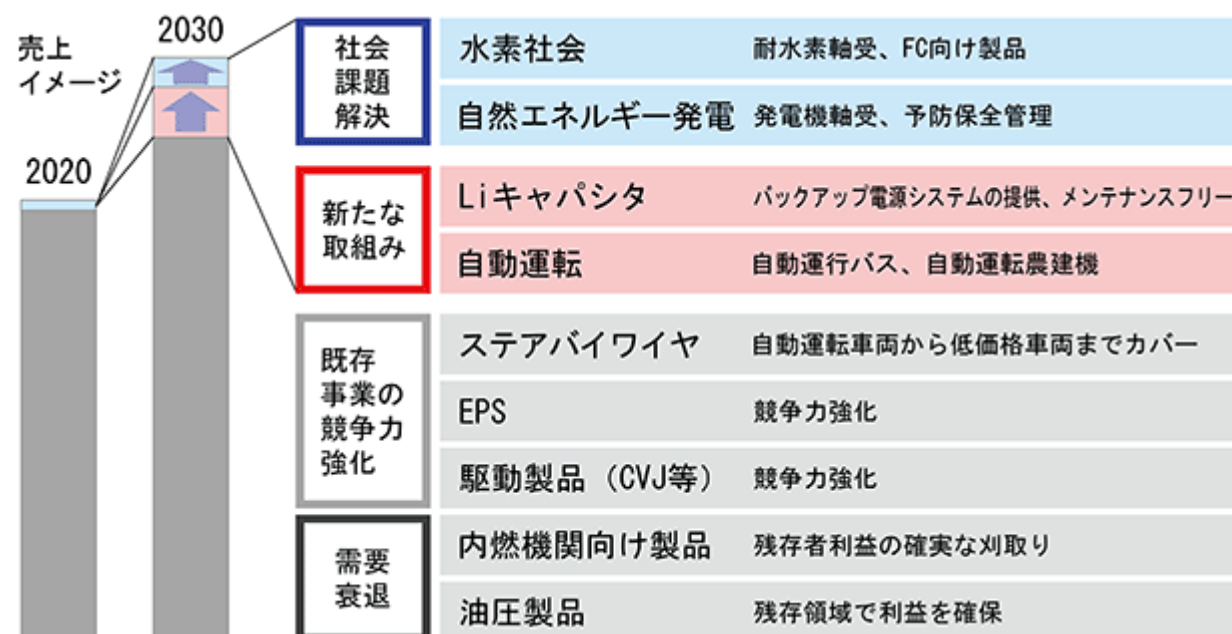 売上
イメージ
2020
2030
社会
課題
解決
水素社会 耐水素軸受、FC向け製品
自然エネルギー発電 発電機軸受、予防保全管理
新たな
取組み
Liキャパシタ バックアップ電源システムの提供、メンテナンスフリー
自動運転 自動運行バス、自動運転農建機
既存
事業の
競争力
強化
ステアバイワイヤ 自動運転車両から低価格車両までカバー
EPS 競争力強化
駆動製品（CVJ等） 競争力強化
需要
衰退
内燃機関向け製品 残存者利益の確実な刈取り
油圧製品 残存領域で利益を確保